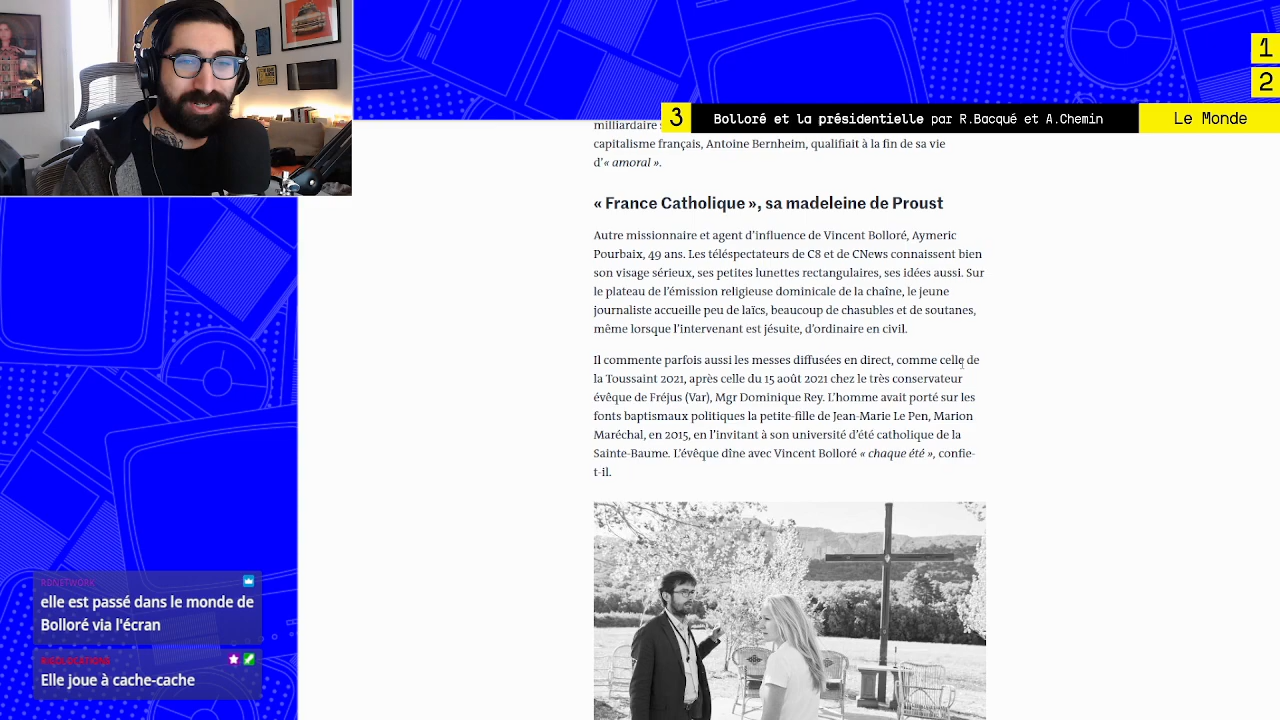 1
2
3 Bolloré et la présidentielle par R.Bacqué et A.Chemin Le Monde
milliardaire
capitalisme français, Antoine Bernheim, qualifiait à la fin de sa vie
d'« amoral ».
« France Catholique », sa madeleine de Proust
Autre missionnaire et agent d'influence de Vincent Bolloré, Aymeric
Pourbaix, 49 ans. Les téléspectateurs de C8 et de CNews connaissent bien
son visage sérieux, ses petites lunettes rectangulaires, ses idées aussi. Sur
le plateau de l'émission religieuse dominicale de la chaîne, le jeune
journaliste accueille peu de laïcs, beaucoup de chasubles et de soutanes,
même lorsque l'intervenant est jésuite, d'ordinaire en civil.
Il commente parfois aussi les messes diffusées en direct, comme celle de
la Toussaint 2021, après celle du 15 août 2021 chez le très conservateur
évêque de Fréjus (Var), Mgr Dominique Rey. L'homme avait porté sur les
fonts baptismaux politiques la petite-fille de Jean-Marie Le Pen, Marion
Maréchal, en 2015, en l'invitant à son université d'été catholique de la
Sainte-Baume. L'évêque dîne avec Vincent Bolloré « chaque été », confie-
t-il.
elle est passé dans le monde de
Bolloré via l'écran
Elle joue à cache-cache